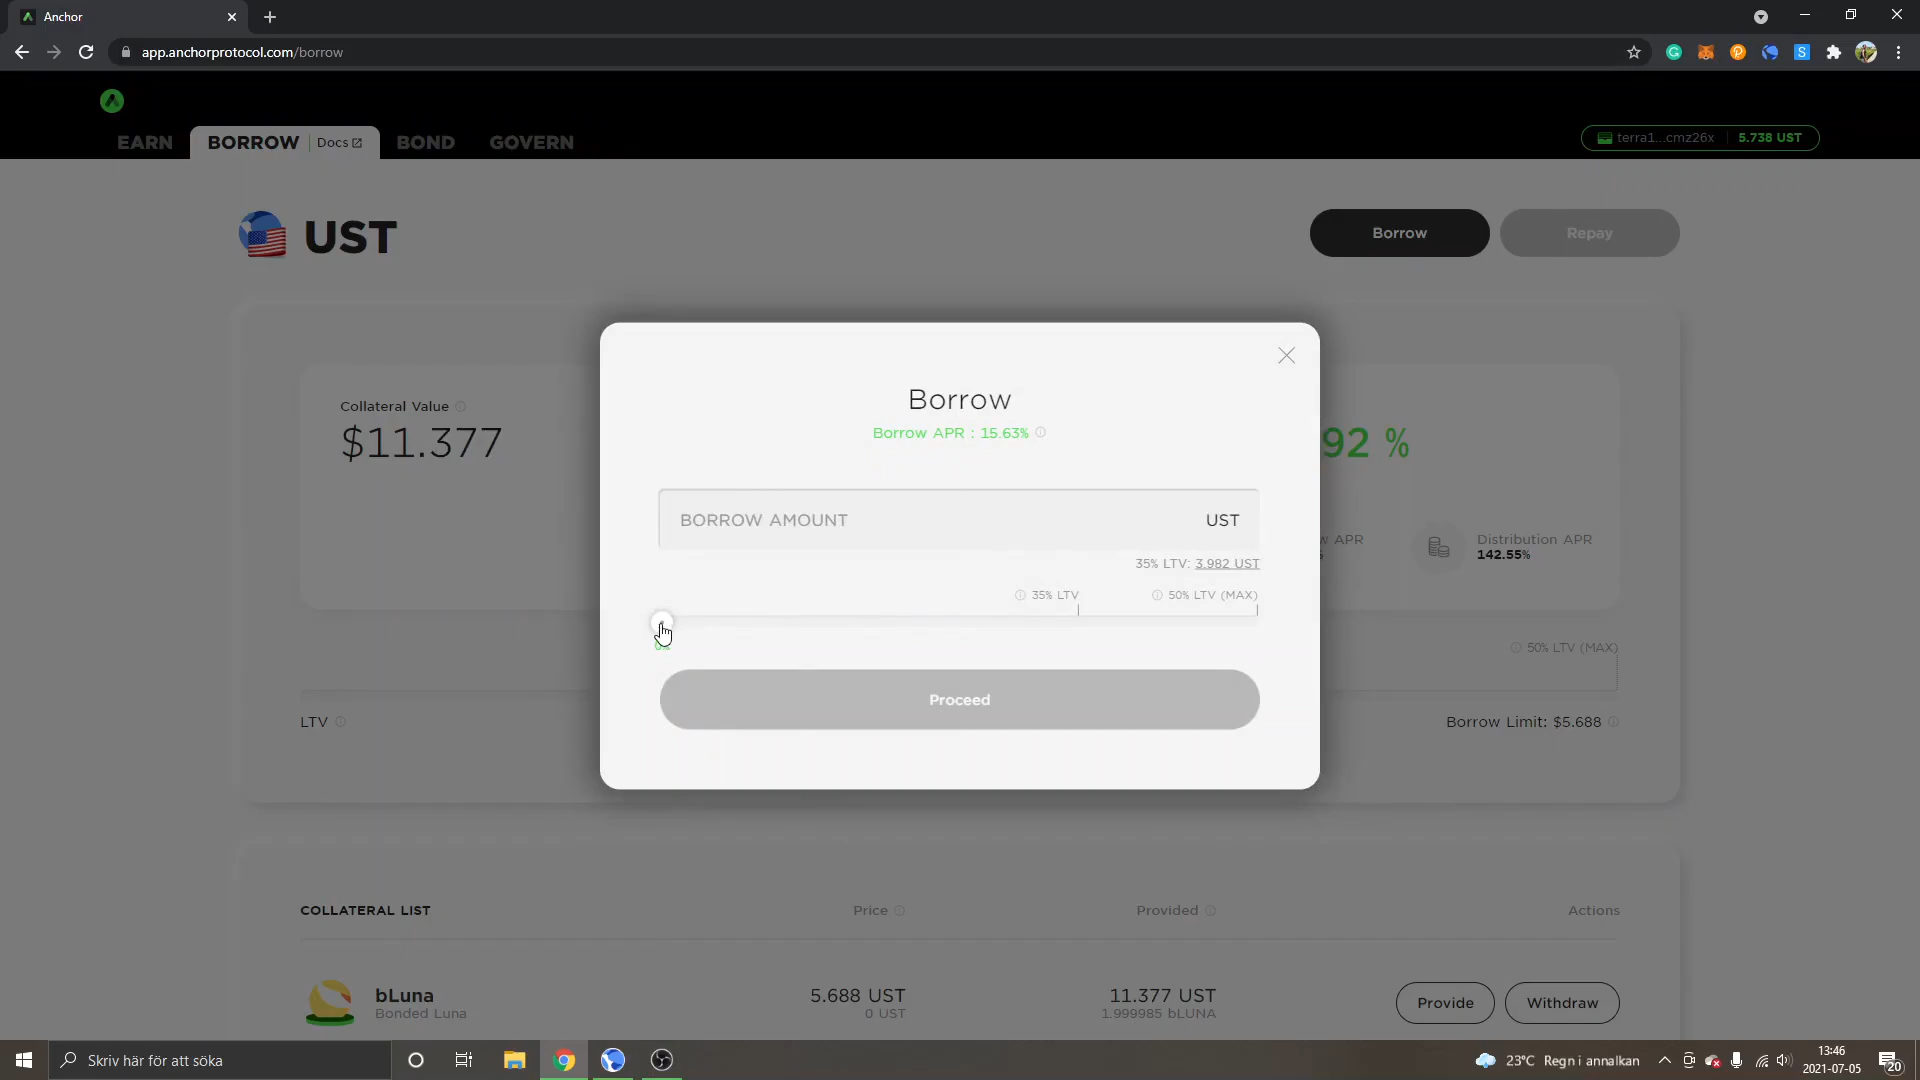 Anchor
app.anchorprotocol.com/borrow
EARN
BORROW
Docs
BOND
GOVERN
terra1...cmz26x
5.738 UST
UST
Borrow
Repay
Collateral Value
$11.377
92 %
APR
Distribution APR
142.55%
Borrow
Borrow APR : 15.63%
BORROW AMOUNT
UST
35% LTV: 3.982 UST
35% LTV
50% LTV (MAX)
Proceed
50% LTV (MAX)
LTV
Borrow Limit: $5.688
COLLATERAL LIST
Price
Provided
Actions
bLuna
Bonded Luna
5.688 UST
0 UST
11.377 UST
1.999985 bLUNA
Provide
Withdraw
Skriv här för att söka
23°C Regn i annalkan
13:46
2021-07-05
20